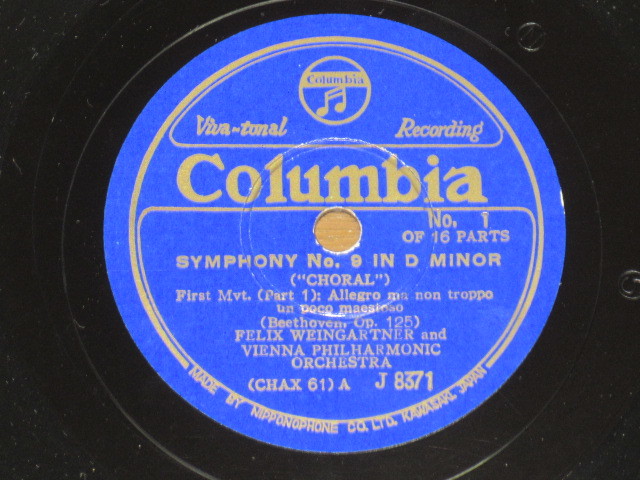 Columbia
Viva-tonal Recording
Columbia
No. 1
OF 16 PARTS
SYMPHONY No. 9 IN D MINOR
("CHORAL")
First Mvt. (Part 1): Allegro ma non troppo
un poco maestoso
(Beethoven, Op. 125)
FELIX WEINGARTNER and
VIENNA PHILHARMONIC
ORCHESTRA
(CHAX 61) A J 8371
MADE BY NIPPONOPHONE CO., LTD. KAWASAKI, JAPAN